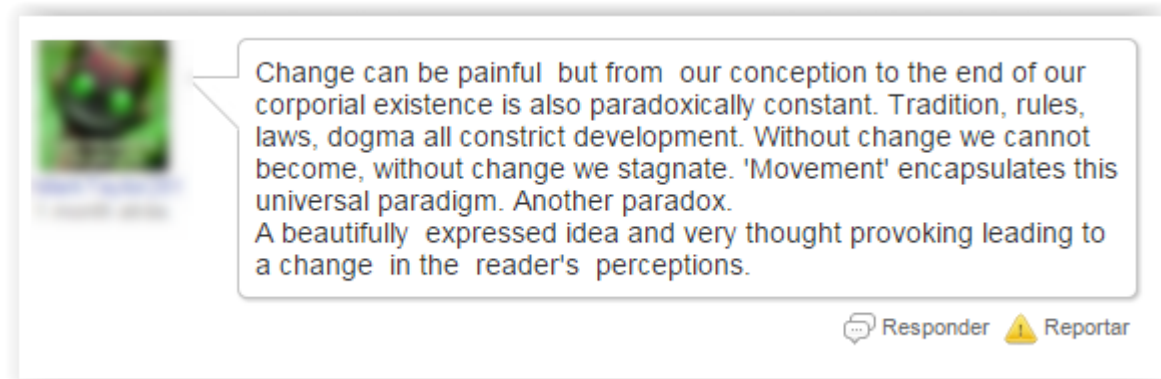 Change can be painful but from our conception to the end of our
corporial existence is also paradoxically constant. Tradition, rules,
laws, dogma all constrict development. Without change we cannot
become, without change we stagnate. 'Movement' encapsulates this
universal paradigm. Another paradox.
A beautifully expressed idea and very thought provoking leading to
a change in the reader's perceptions.
Responder Reportar